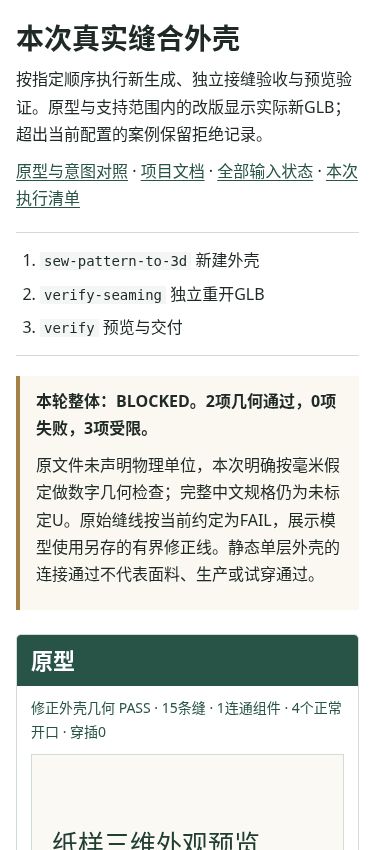 本次真实缝合外壳
按指定顺序执行新生成、独立接缝验收与预览验
证。原型与支持范围内的改版显示实际新GLB；
超出当前配置的案例保留拒绝记录。
原型与意图对照 · 项目文档 · 全部输入状态 · 本次
执行清单
1. sew-pattern-to-3d 新建外壳
2. verify-seaming 独立重开GLB
3. verify 预览与交付
本轮整体：BLOCKED。2项几何通过，0项
失败，3项受限。
原文件未声明物理单位，本次明确按毫米假
定做数字几何检查；完整中文规格仍为未标
定U。原始缝线按当前约定为FAIL，展示模
型使用另存的有界修正线。静态单层外壳的
连接通过不代表面料、生产或试穿通过。
原型
修正外壳几何 PASS · 15条缝 · 1连通组件 · 4个正常
开口 · 穿插0
纸样三维外观预览